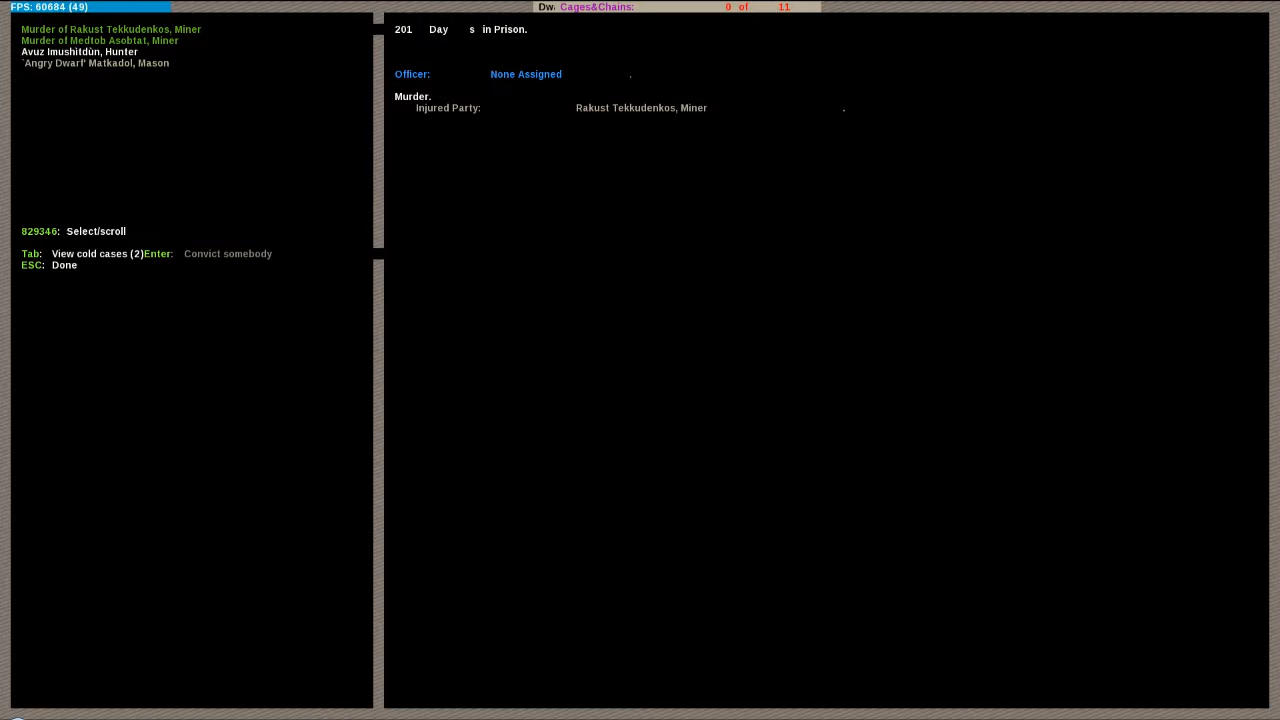 FPS: 60684 (49)
Dwa Cages&Chains: 0 of 11
Murder of Rakust Tekkudenkos, Miner
Murder of Medtob Asobtat, Miner
Avuz Imushitdùn, Hunter
`Angry Dwarf' Matkadol, Mason
829346: Select/scroll
Tab: View cold cases (2)Enter: Convict somebody
ESC: Done
201 Day s in Prison.
Officer: None Assigned .
Murder.
Injured Party: Rakust Tekkudenkos, Miner .